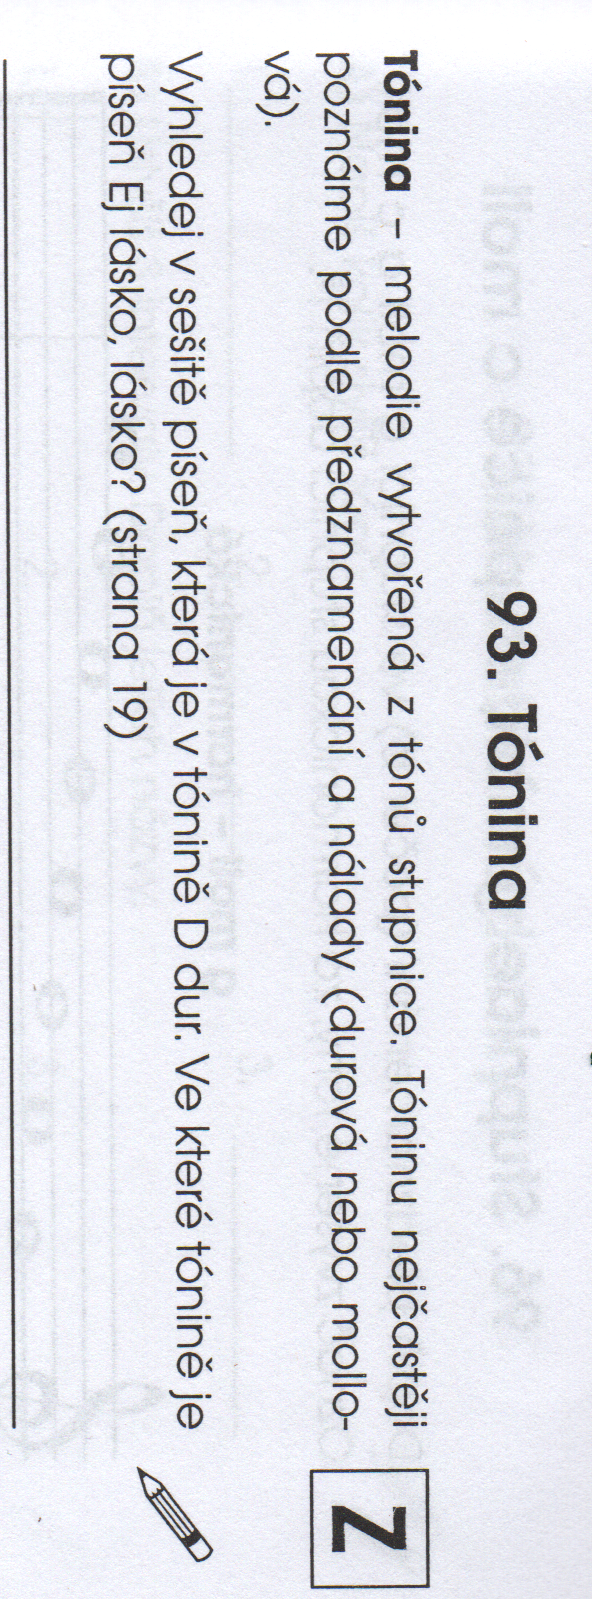 93. Tónina
Tónina – melodie vytvořená z tónů stupnice. Tóninu nejčastěji
poznáme podle předznamenání a nálady (durová nebo mollo-
vá).
Z
Vyhledej v sešitě píseň, která je v tónině D dur. Ve které tónině je
píseň Ej lásko, lásko? (strana 19)